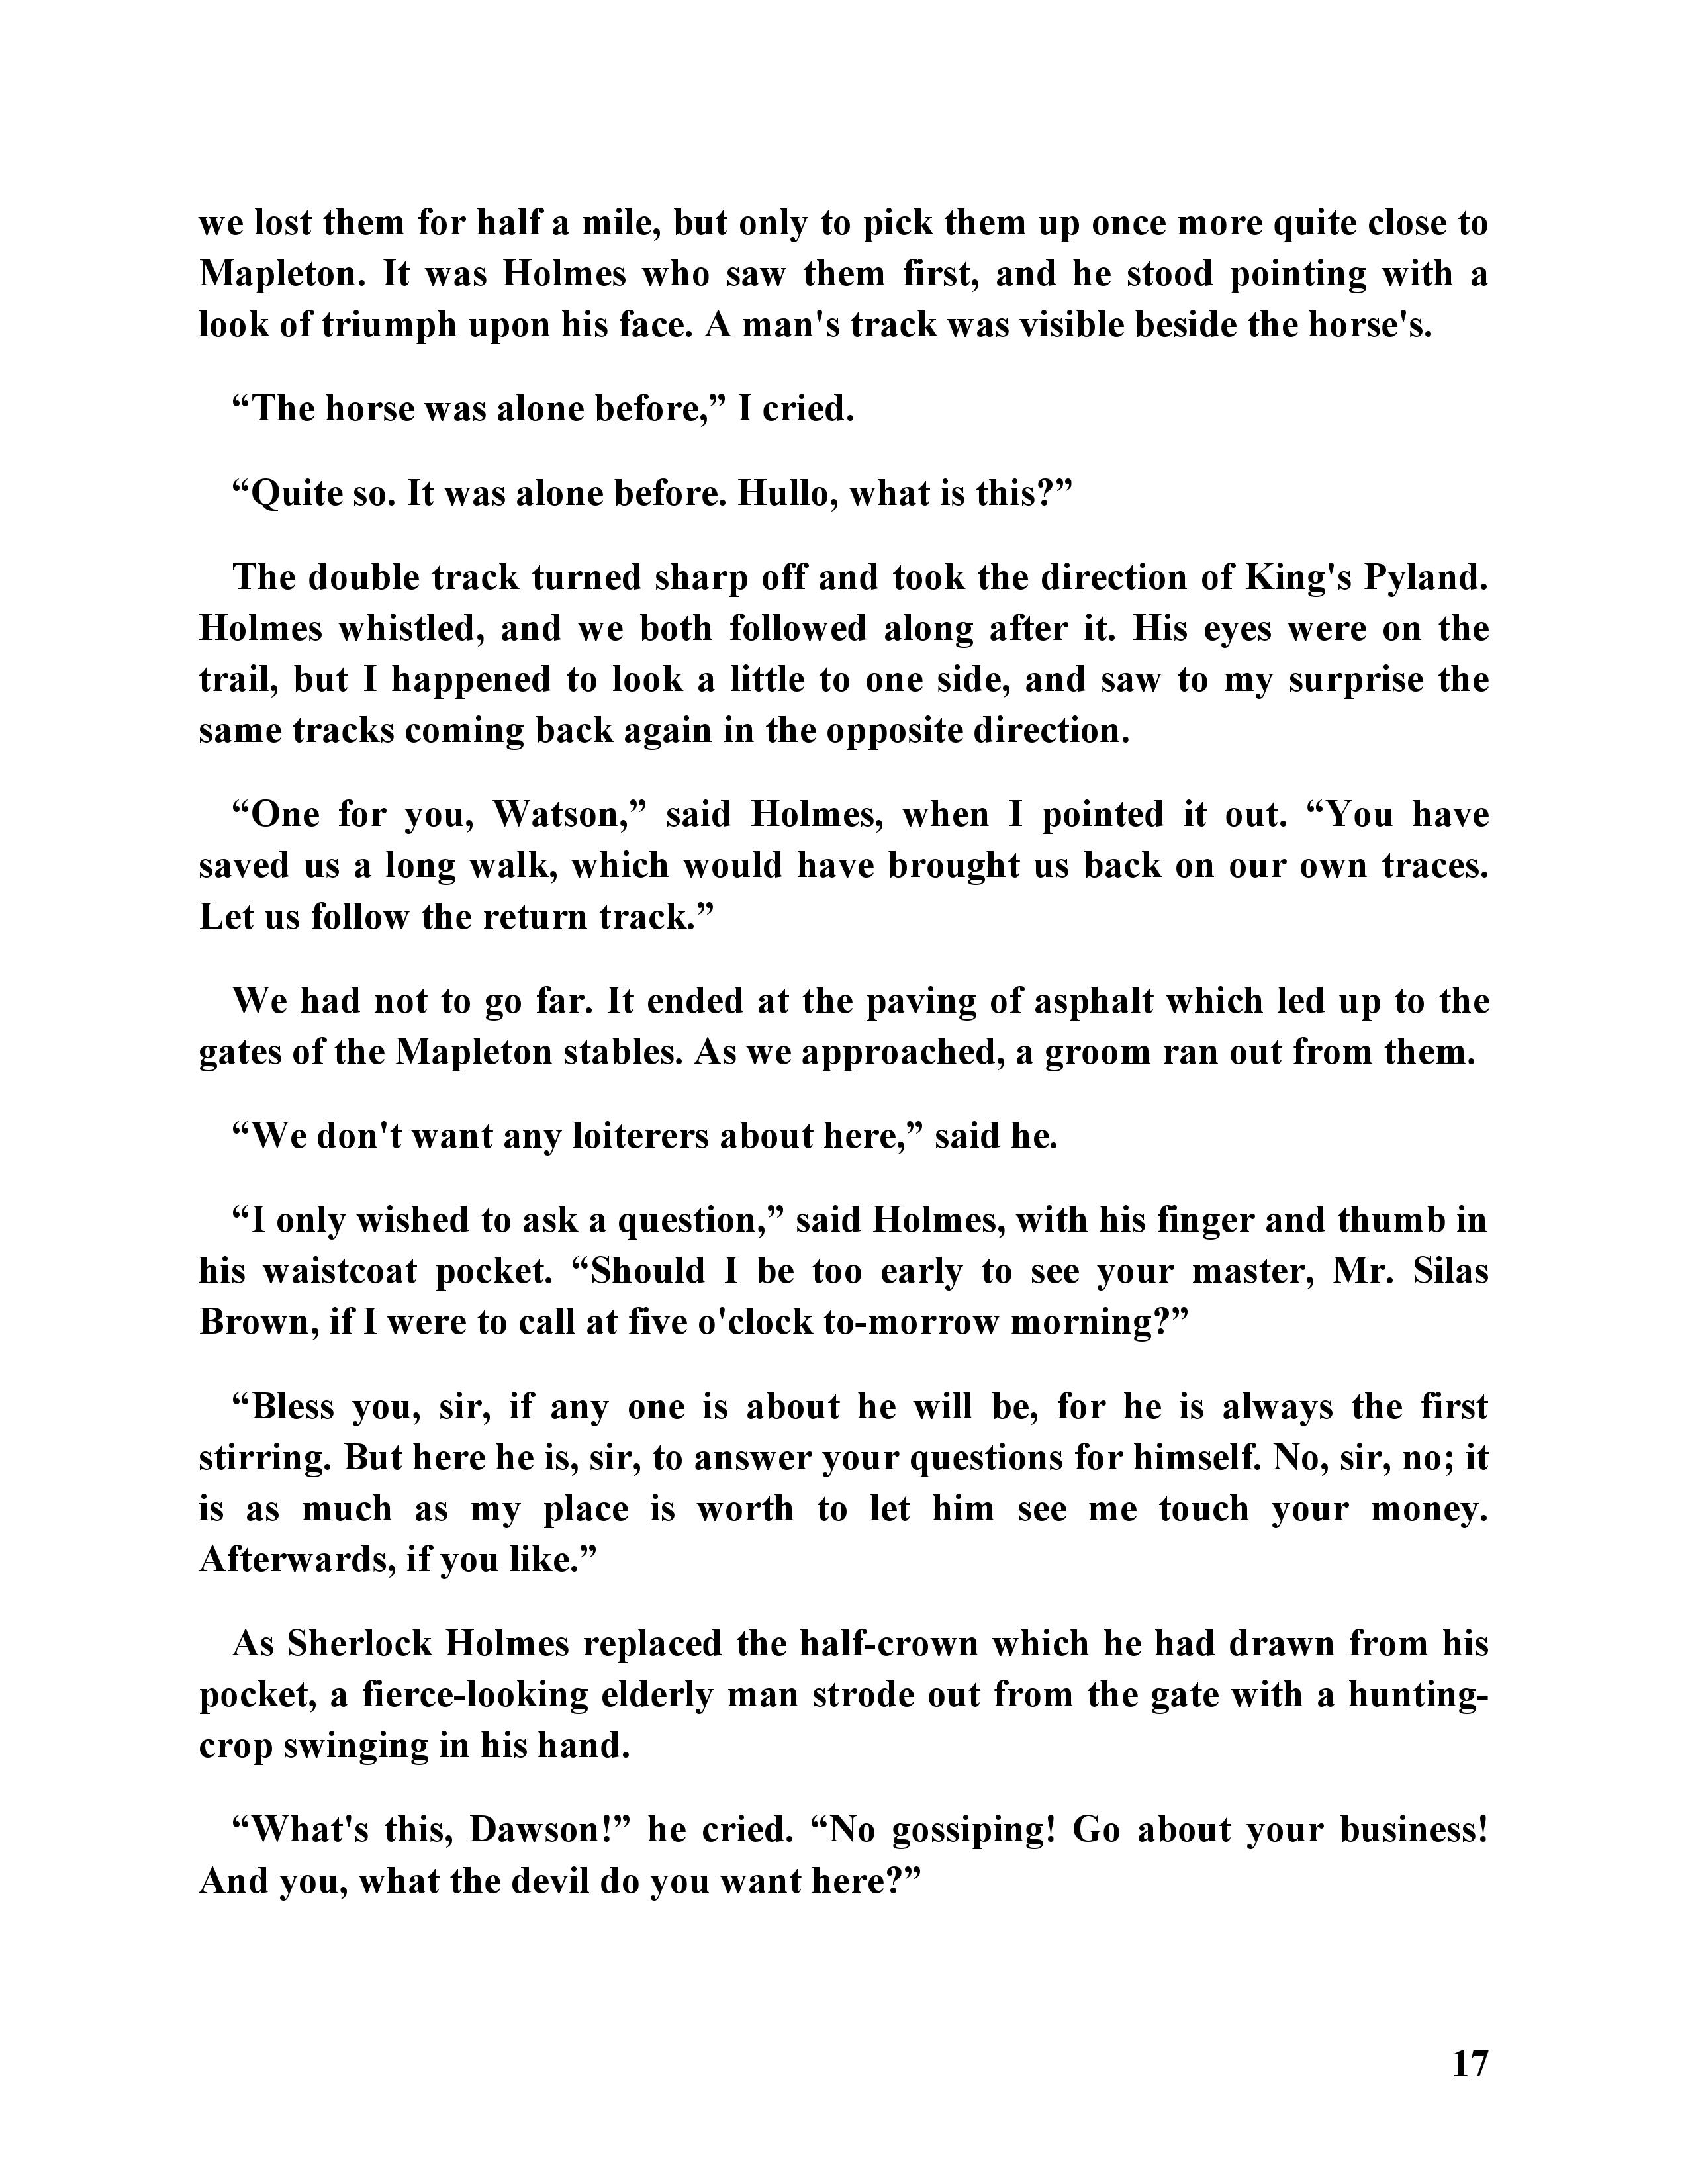 we lost them for half a mile, but only to pick them up once more quite close to
Mapleton. It was Holmes who saw them first, and he stood pointing with a
look of triumph upon his face. A man's track was visible beside the horse's.
“The horse was alone before,” I cried.
“Quite so. It was alone before. Hullo, what is this?”
The double track turned sharp off and took the direction of King's Pyland.
Holmes whistled, and we both followed along after it. His eyes were on the
trail, but I happened to look a little to one side, and saw to my surprise the
same tracks coming back again in the opposite direction.
“One for you, Watson,” said Holmes, when I pointed it out. “You have
saved us a long walk, which would have brought us back on our own traces.
Let us follow the return track.”
We had not to go far. It ended at the paving of asphalt which led up to the
gates of the Mapleton stables. As we approached, a groom ran out from them.
“We don't want any loiterers about here,” said he.
“I only wished to ask a question,” said Holmes, with his finger and thumb in
his waistcoat pocket. “Should I be too early to see your master, Mr. Silas
Brown, if I were to call at five o'clock to-morrow morning?”
“Bless you, sir, if any one is about he will be, for he is always the first
stirring. But here he is, sir, to answer your questions for himself. No, sir, no; it
is as much as my place is worth to let him see me touch your money.
Afterwards, if you like.”
As Sherlock Holmes replaced the half-crown which he had drawn from his
pocket, a fierce-looking elderly man strode out from the gate with a hunting-
crop swinging in his hand.
“What's this, Dawson!” he cried. “No gossiping! Go about your business!
And you, what the devil do you want here?”
17